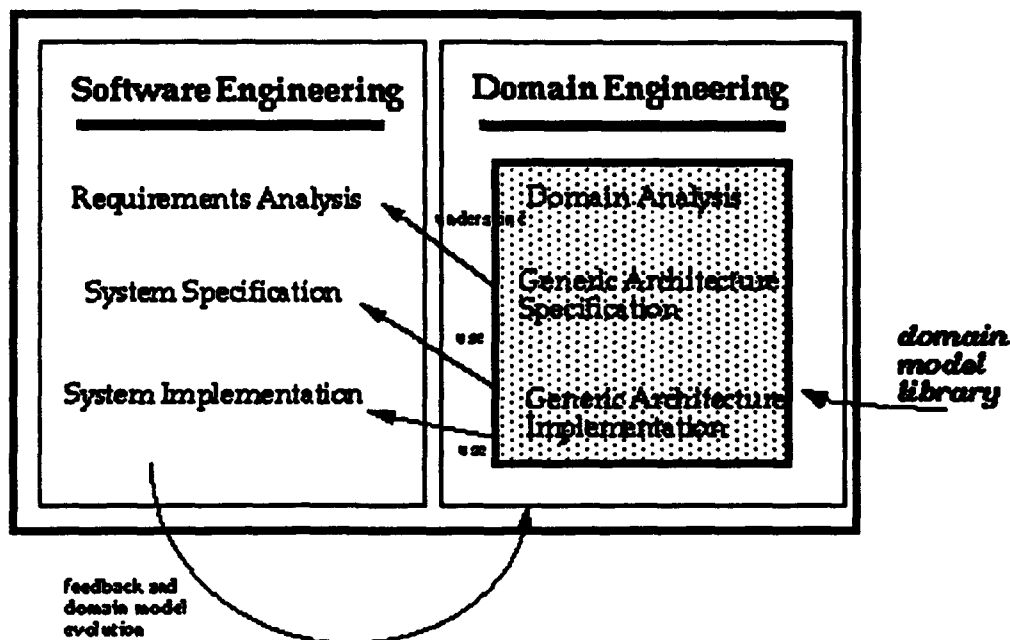 Software Engineering
Requirements Analysis
System Specification
System Implementation
Domain Engineering
Domain Analysis
Generic Architecture
Specification
Generic Architecture
Implementation
understand
use
use
domain
model
library
feedback and
domain model
evolution